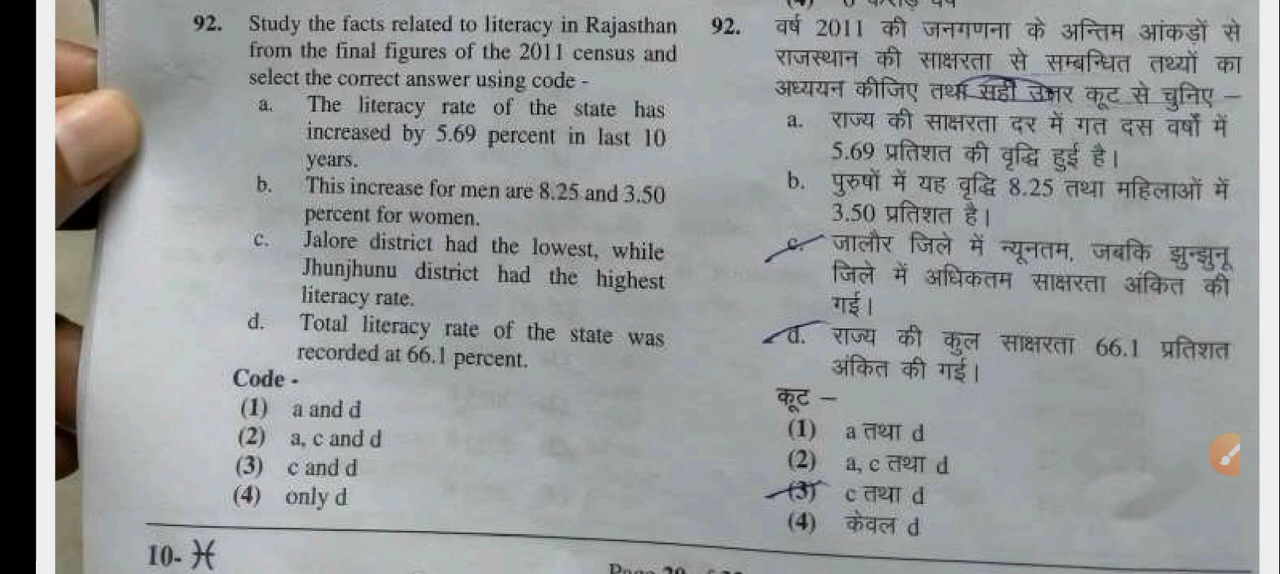 92. Study the facts related to literacy in Rajasthan
from the final figures of the 2011 census and
select the correct answer using code -
a. The literacy rate of the state has
increased by 5.69 percent in last 10
years.
b. This increase for men are 8.25 and 3.50
percent for women.
c. Jalore district had the lowest, while
Jhunjhunu district had the highest
literacy rate.
d. Total literacy rate of the state was
recorded at 66.1 percent.
Code -
(1) a and d
(2) a, c and d
(3) c and d
(4) only d
10-
92. वर्ष 2011 की जनगणना के अन्तिम आंकड़ों से
राजस्थान की साक्षरता से सम्बन्धित तथ्यों का
अध्ययन कीजिए तथा सही उत्तर कूट से चुनिए –
a. राज्य की साक्षरता दर में गत दस वर्षों में
5.69 प्रतिशत की वृद्धि हुई है।
b. पुरुषों में यह वृद्धि 8.25 तथा महिलाओं में
3.50 प्रतिशत है।
c. जालौर जिले में न्यूनतम, जबकि झुन्झुनू
जिले में अधिकतम साक्षरता अंकित की
गई।
d. राज्य की कुल साक्षरता 66.1 प्रतिशत
अंकित की गई।
कूट –
(1) a तथा d
(2) a, c तथा d
(3) c तथा d
(4) केवल d